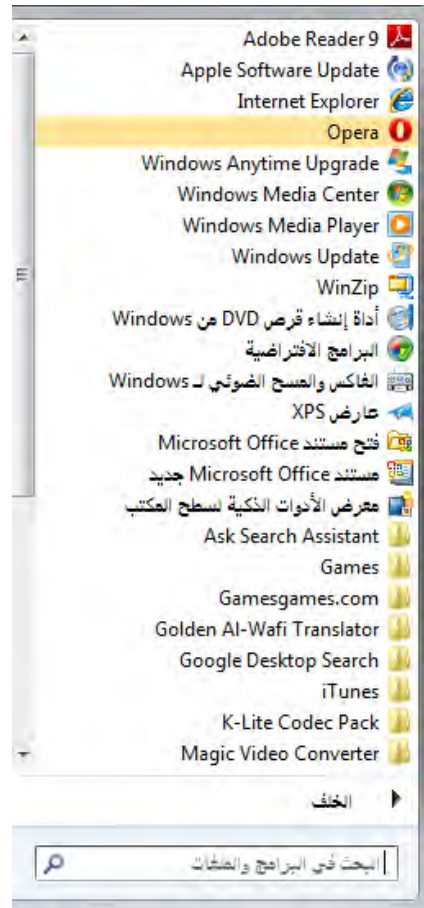 Adobe Reader 9
Apple Software Update
Internet Explorer
Opera
Windows Anytime Upgrade
Windows Media Center
Windows Media Player
Windows Update
WinZip
أداة إنشاء قرص DVD من Windows
البرامج الافتراضية
الفاكس والمسح الضوئي لـ Windows
عارض XPS
فتح مستند Microsoft Office
مستند Microsoft Office جديد
معرض الأدوات الذكية لسطح المكتب
Ask Search Assistant
Games
Gamesgames.com
Golden Al-Wafi Translator
Google Desktop Search
iTunes
K-Lite Codec Pack
Magic Video Converter
الخلف
البحث في البرامج والملفات